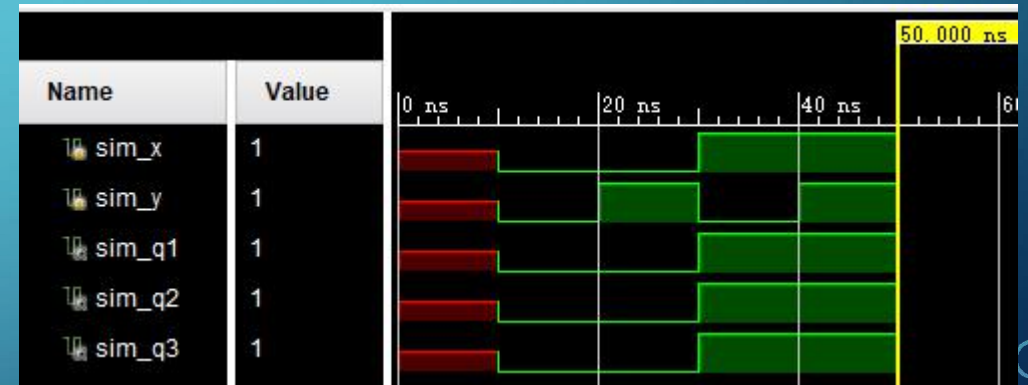 50.000 ns
Name Value
0 ns 20 ns 40 ns
sim_x 1
sim_y 1
sim_q1 1
sim_q2 1
sim_q3 1